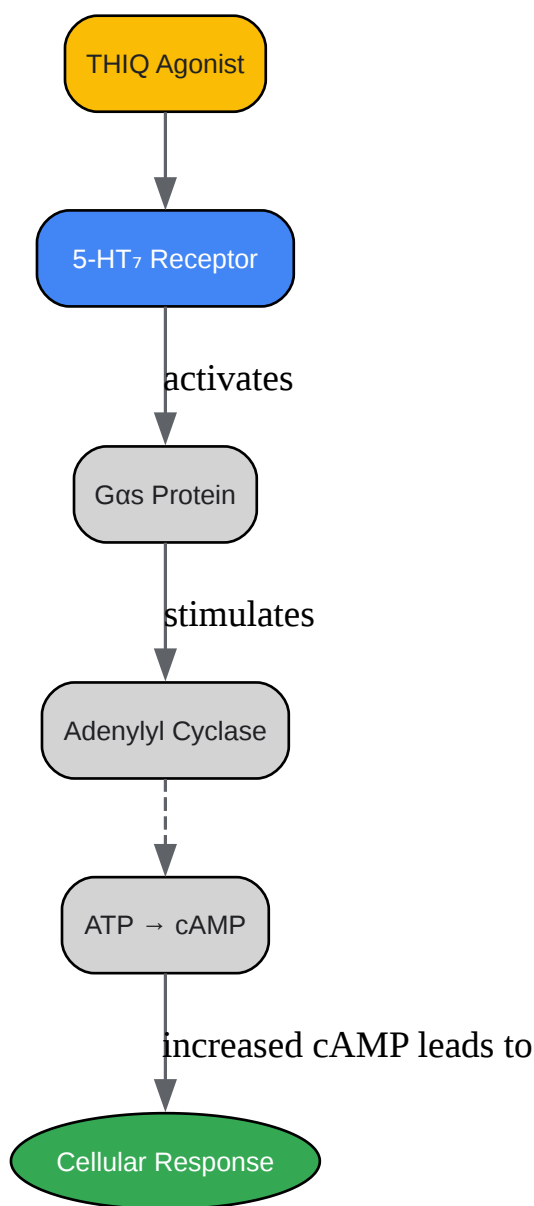 THIQ Agonist
5-HT₇ Receptor
activates
Gαs Protein
stimulates
Adenylyl Cyclase
ATP → cAMP
increased cAMP leads to
Cellular Response